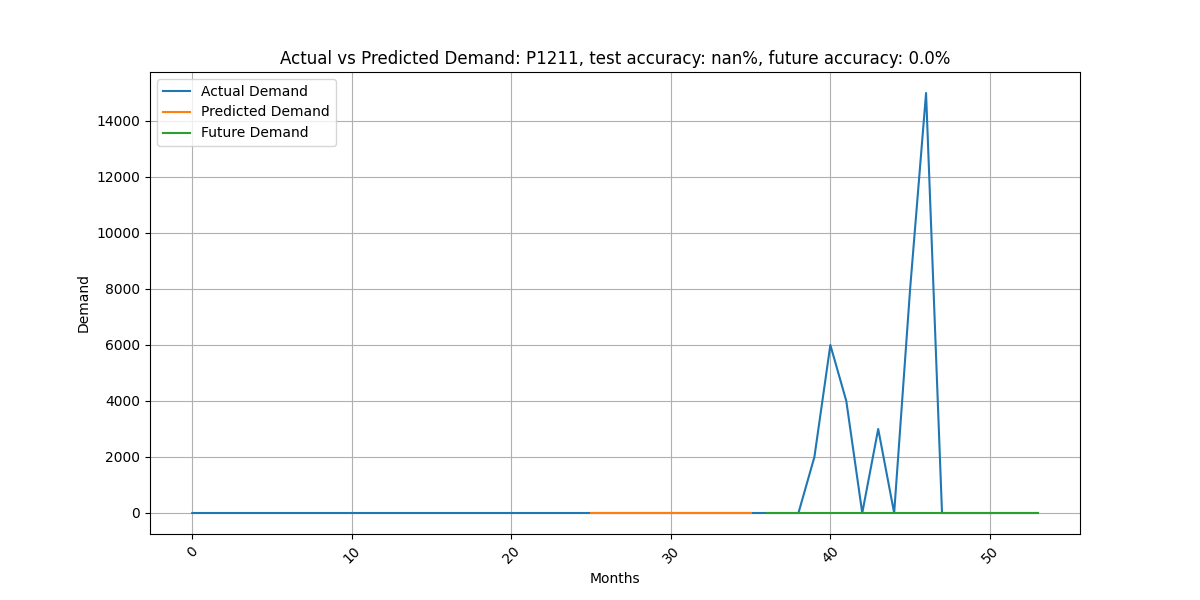 Actual vs Predicted Demand: P1211, test accuracy: nan%, future accuracy: 0.0%
Actual Demand
Predicted Demand
Future Demand
14000
12000
10000
8000
6000
4000
2000
0
Demand
0 10 20 30 40 50
Months